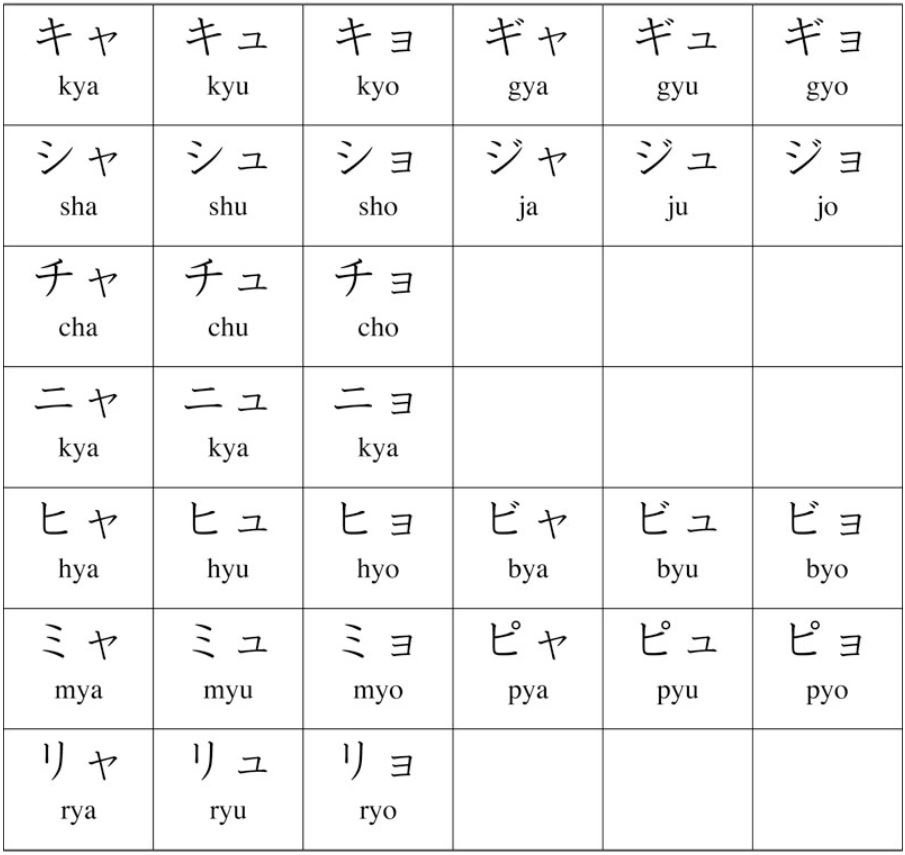 キャ キュ キョ ギャ ギュ ギョ
kya kyu kyo gya gyu gyo
シャ シュ ショ ジャ ジュ ジョ
sha shu sho ja ju jo
チャ チュ チョ
cha chu cho
ニャ ニュ ニョ
kya kya kya
ヒャ ヒュ ヒョ ビャ ビュ ビョ
hya hyu hyo bya byu byo
ミャ ミュ ミョ ピャ ピュ ピョ
mya myu myo pya pyu pyo
リャ リュ リョ
rya ryu ryo